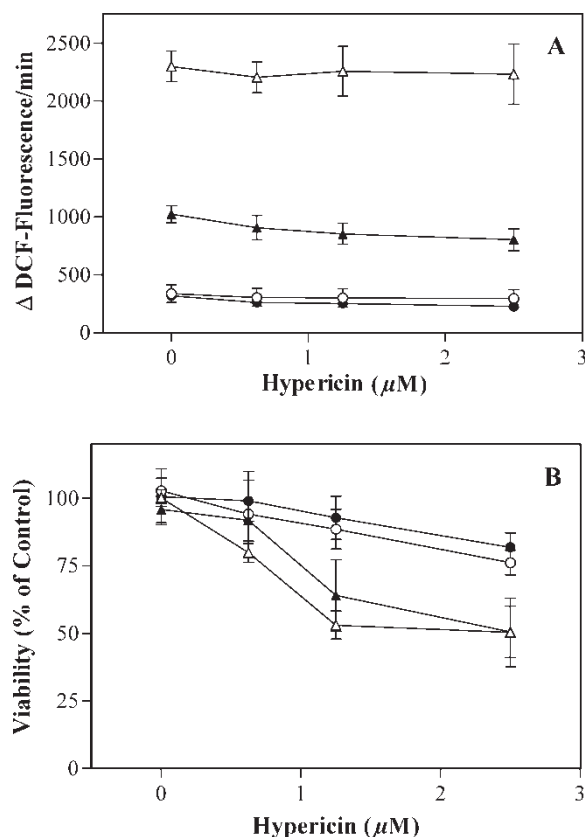 A
2500
2000
1500
1000
500
0
Δ DCF-Fluorescence/min
0 1 2 3
Hypericin (μM)
B
100
75
50
25
0
Viability (% of Control)
0 1 2 3
Hypericin (μM)